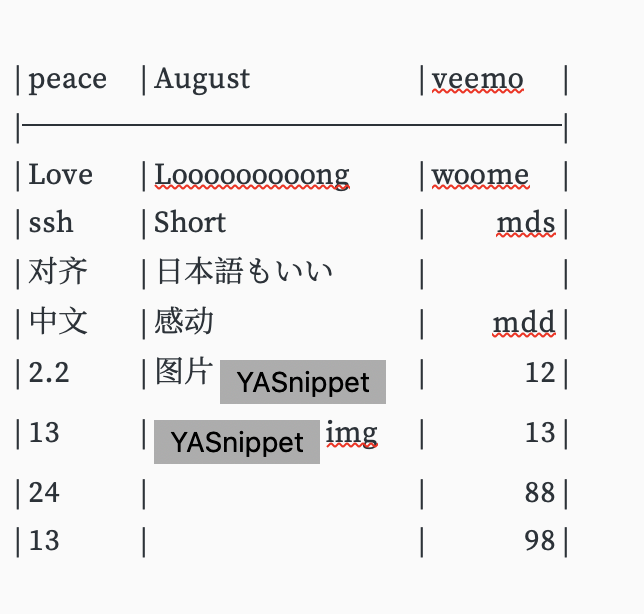 | peace | August | veemo |
|———————————————|
| Love | Looooooooong | woome |
| ssh | Short | mds |
| 对齐 | 日本語もいい | |
| 中文 | 感动 | mdd |
| 2.2 | 图片 YASnippet | 12 |
| 13 | YASnippet img | 13 |
| 24 | | 88 |
| 13 | | 98 |